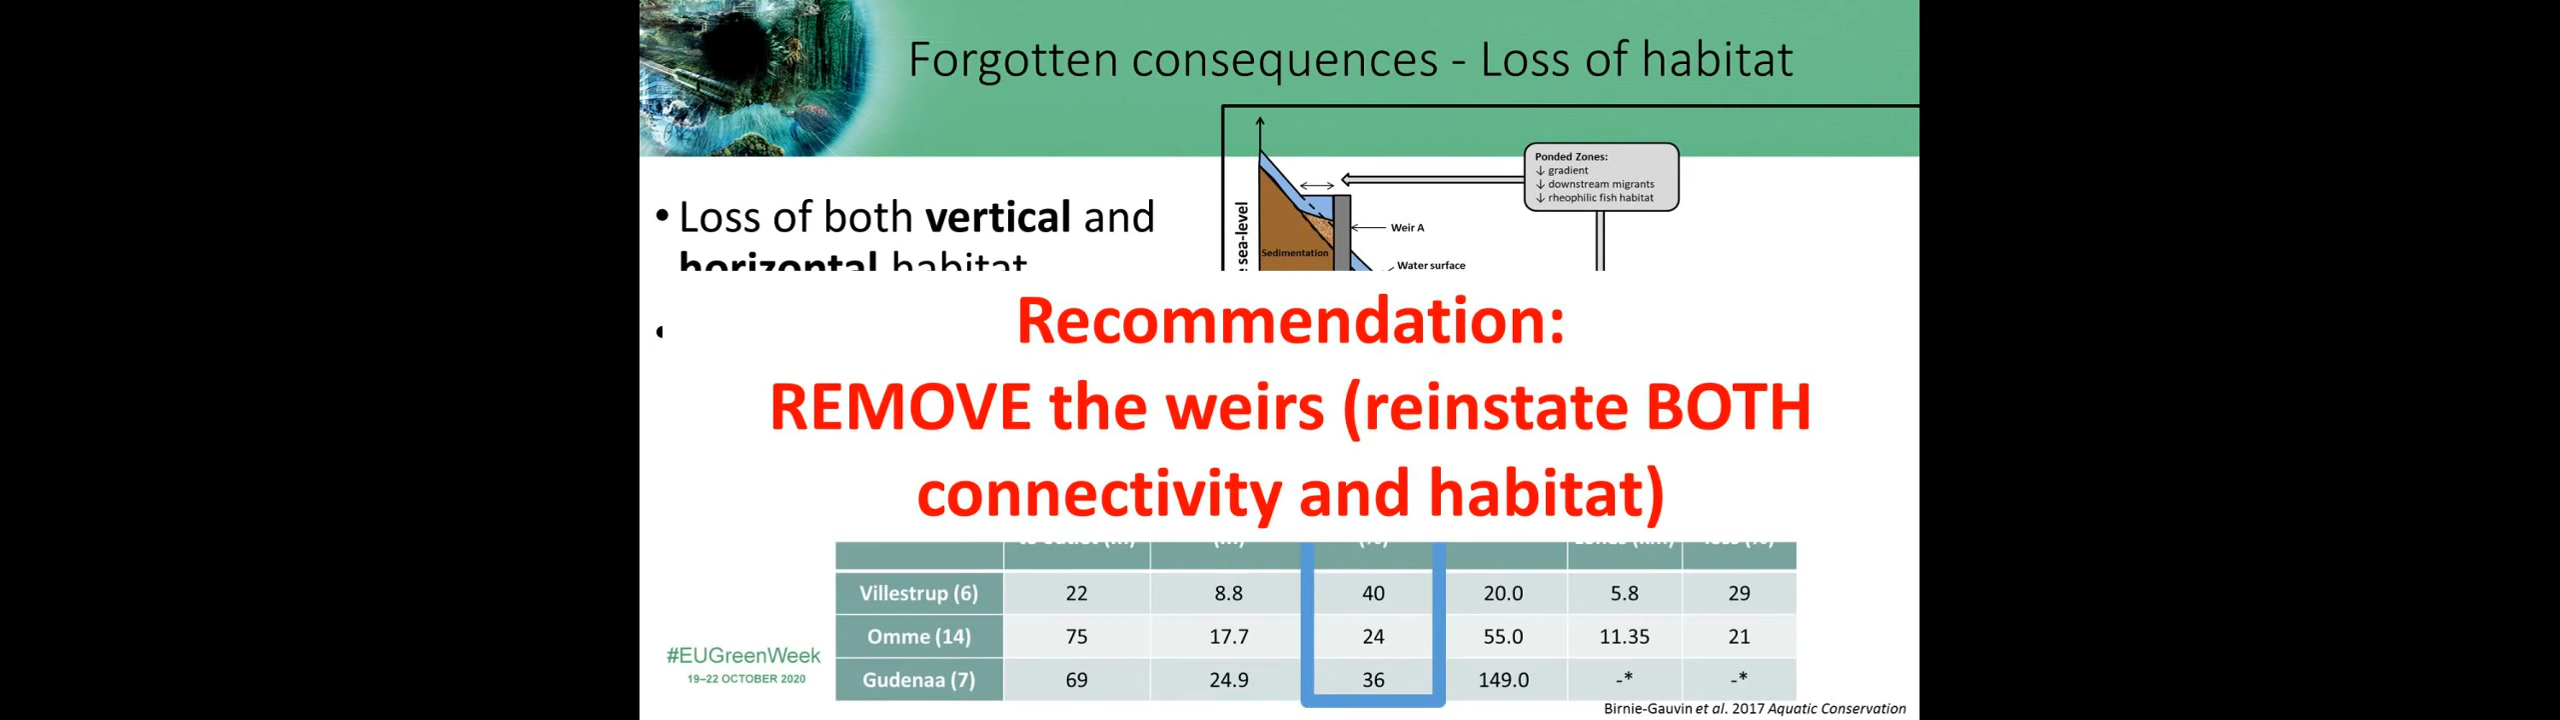 Forgotten consequences - Loss of habitat
• Loss of both vertical and
horizontal habitat
Ponded Zones:
↓ gradient
↓ downstream migrants
↓ rheophilic fish habitat
Weir A
sea-level
Sedimentation
Water surface
Recommendation:
REMOVE the weirs (reinstate BOTH
connectivity and habitat)
Villestrup (6) 22 8.8 40 20.0 5.8 29
Omme (14) 75 17.7 24 55.0 11.35 21
Gudenaa (7) 69 24.9 36 149.0 -* -*
#EUGreenWeek
19–22 OCTOBER 2020
Birnie-Gauvin et al. 2017 Aquatic Conservation